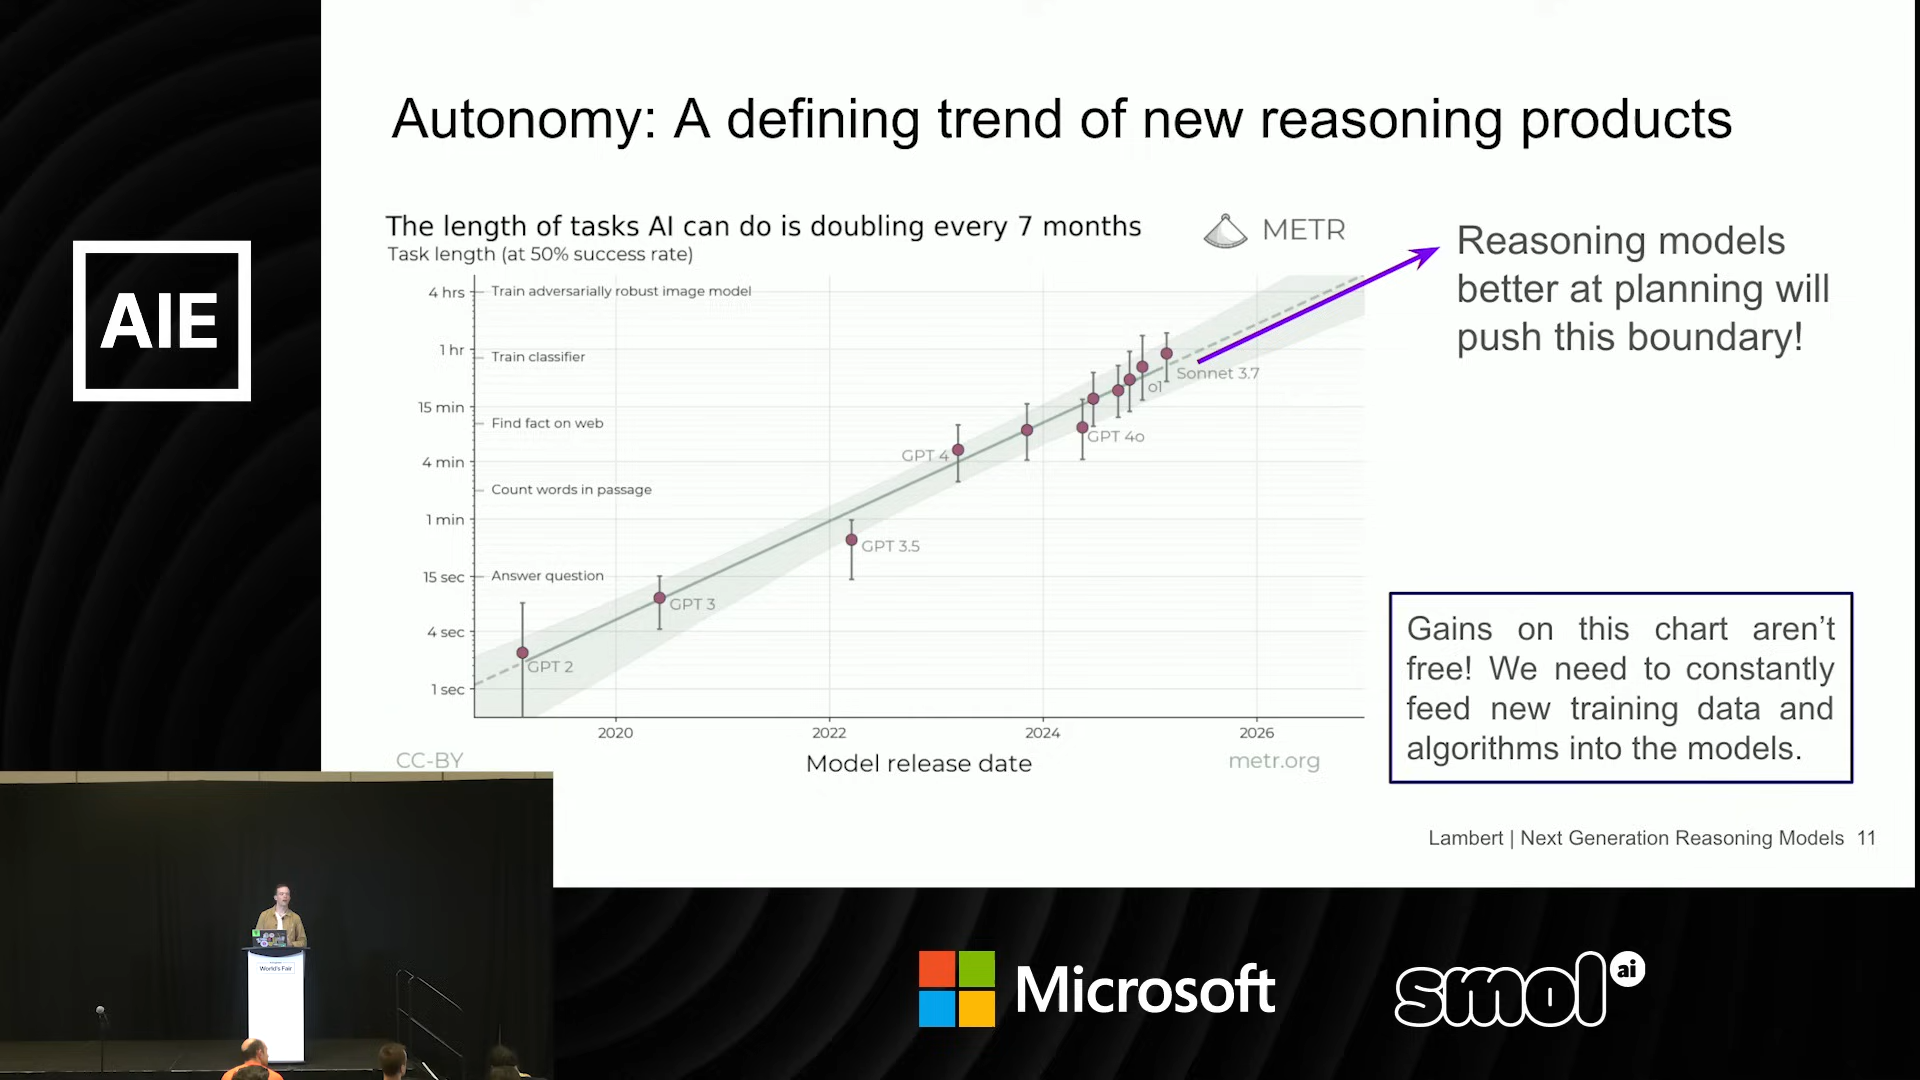 Autonomy: A defining trend of new reasoning products
The length of tasks AI can do is doubling every 7 months
METR
Task length (at 50% success rate)
4 hrs
Train adversarially robust image model
1 hr
Train classifier
15 min
Find fact on web
4 min
Count words in passage
1 min
15 sec
Answer question
4 sec
1 sec
GPT 2
GPT 3
GPT 3.5
GPT 4
GPT 4o
o1
Sonnet 3.7
2020
2022
2024
2026
CC-BY
Model release date
metr.org
Reasoning models
better at planning will
push this boundary!
Gains on this chart aren't
free! We need to constantly
feed new training data and
algorithms into the models.
Lambert | Next Generation Reasoning Models 11
AIE
World's Fair
Microsoft
smol ai